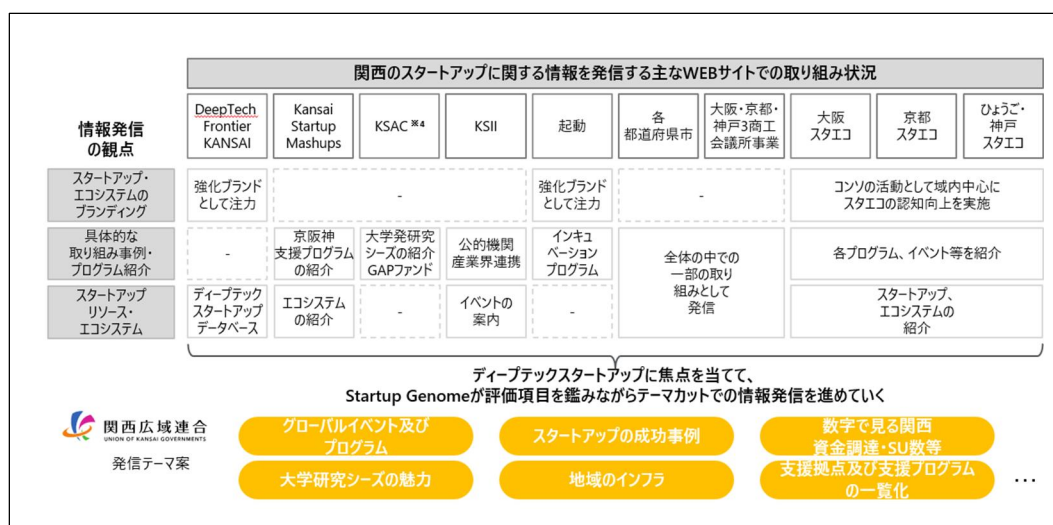 関西のスタートアップに関する情報を発信する主なWEBサイトでの取り組み状況
情報発信
の観点
DeepTech
Frontier
KANSAI
Kansai
Startup
Mashups
KSAC ※4
KSII
起動
各
都道府県市
大阪・京都・
神戸3商工
会議所事業
大阪
スタエコ
京都
スタエコ
ひょうご・
神戸
スタエコ
スタートアップ・
エコシステムの
ブランディング
強化ブランド
として注力
-
強化ブランド
として注力
-
コンソの活動として域内中心に
スタエコの認知向上を実施
具体的な
取り組み事例・
プログラム紹介
-
京阪神
支援プログラム
の紹介
大学発研究
シーズの紹介
GAPファンド
公的機関
産業界連携
インキュ
ベーション
プログラム
全体の中での
一部の取り
組みとして
発信
各プログラム、イベント等を紹介
スタートアップ
リソース・
エコシステム
ディープテック
スタートアップ
データベース
エコシステム
の紹介
-
イベントの
案内
-
スタートアップ、
エコシステムの
紹介
ディープテックスタートアップに焦点を当てて、
Startup Genomeが評価項目を鑑みながらテーマカットでの情報発信を進めていく
関西広域連合
UNION OF KANSAI GOVERNMENTS
発信テーマ案
グローバルイベント及び
プログラム
スタートアップの成功事例
数字で見る関西
資金調達・SU数等
大学研究シーズの魅力
地域のインフラ
支援拠点及び支援プログラム
の一覧化
…